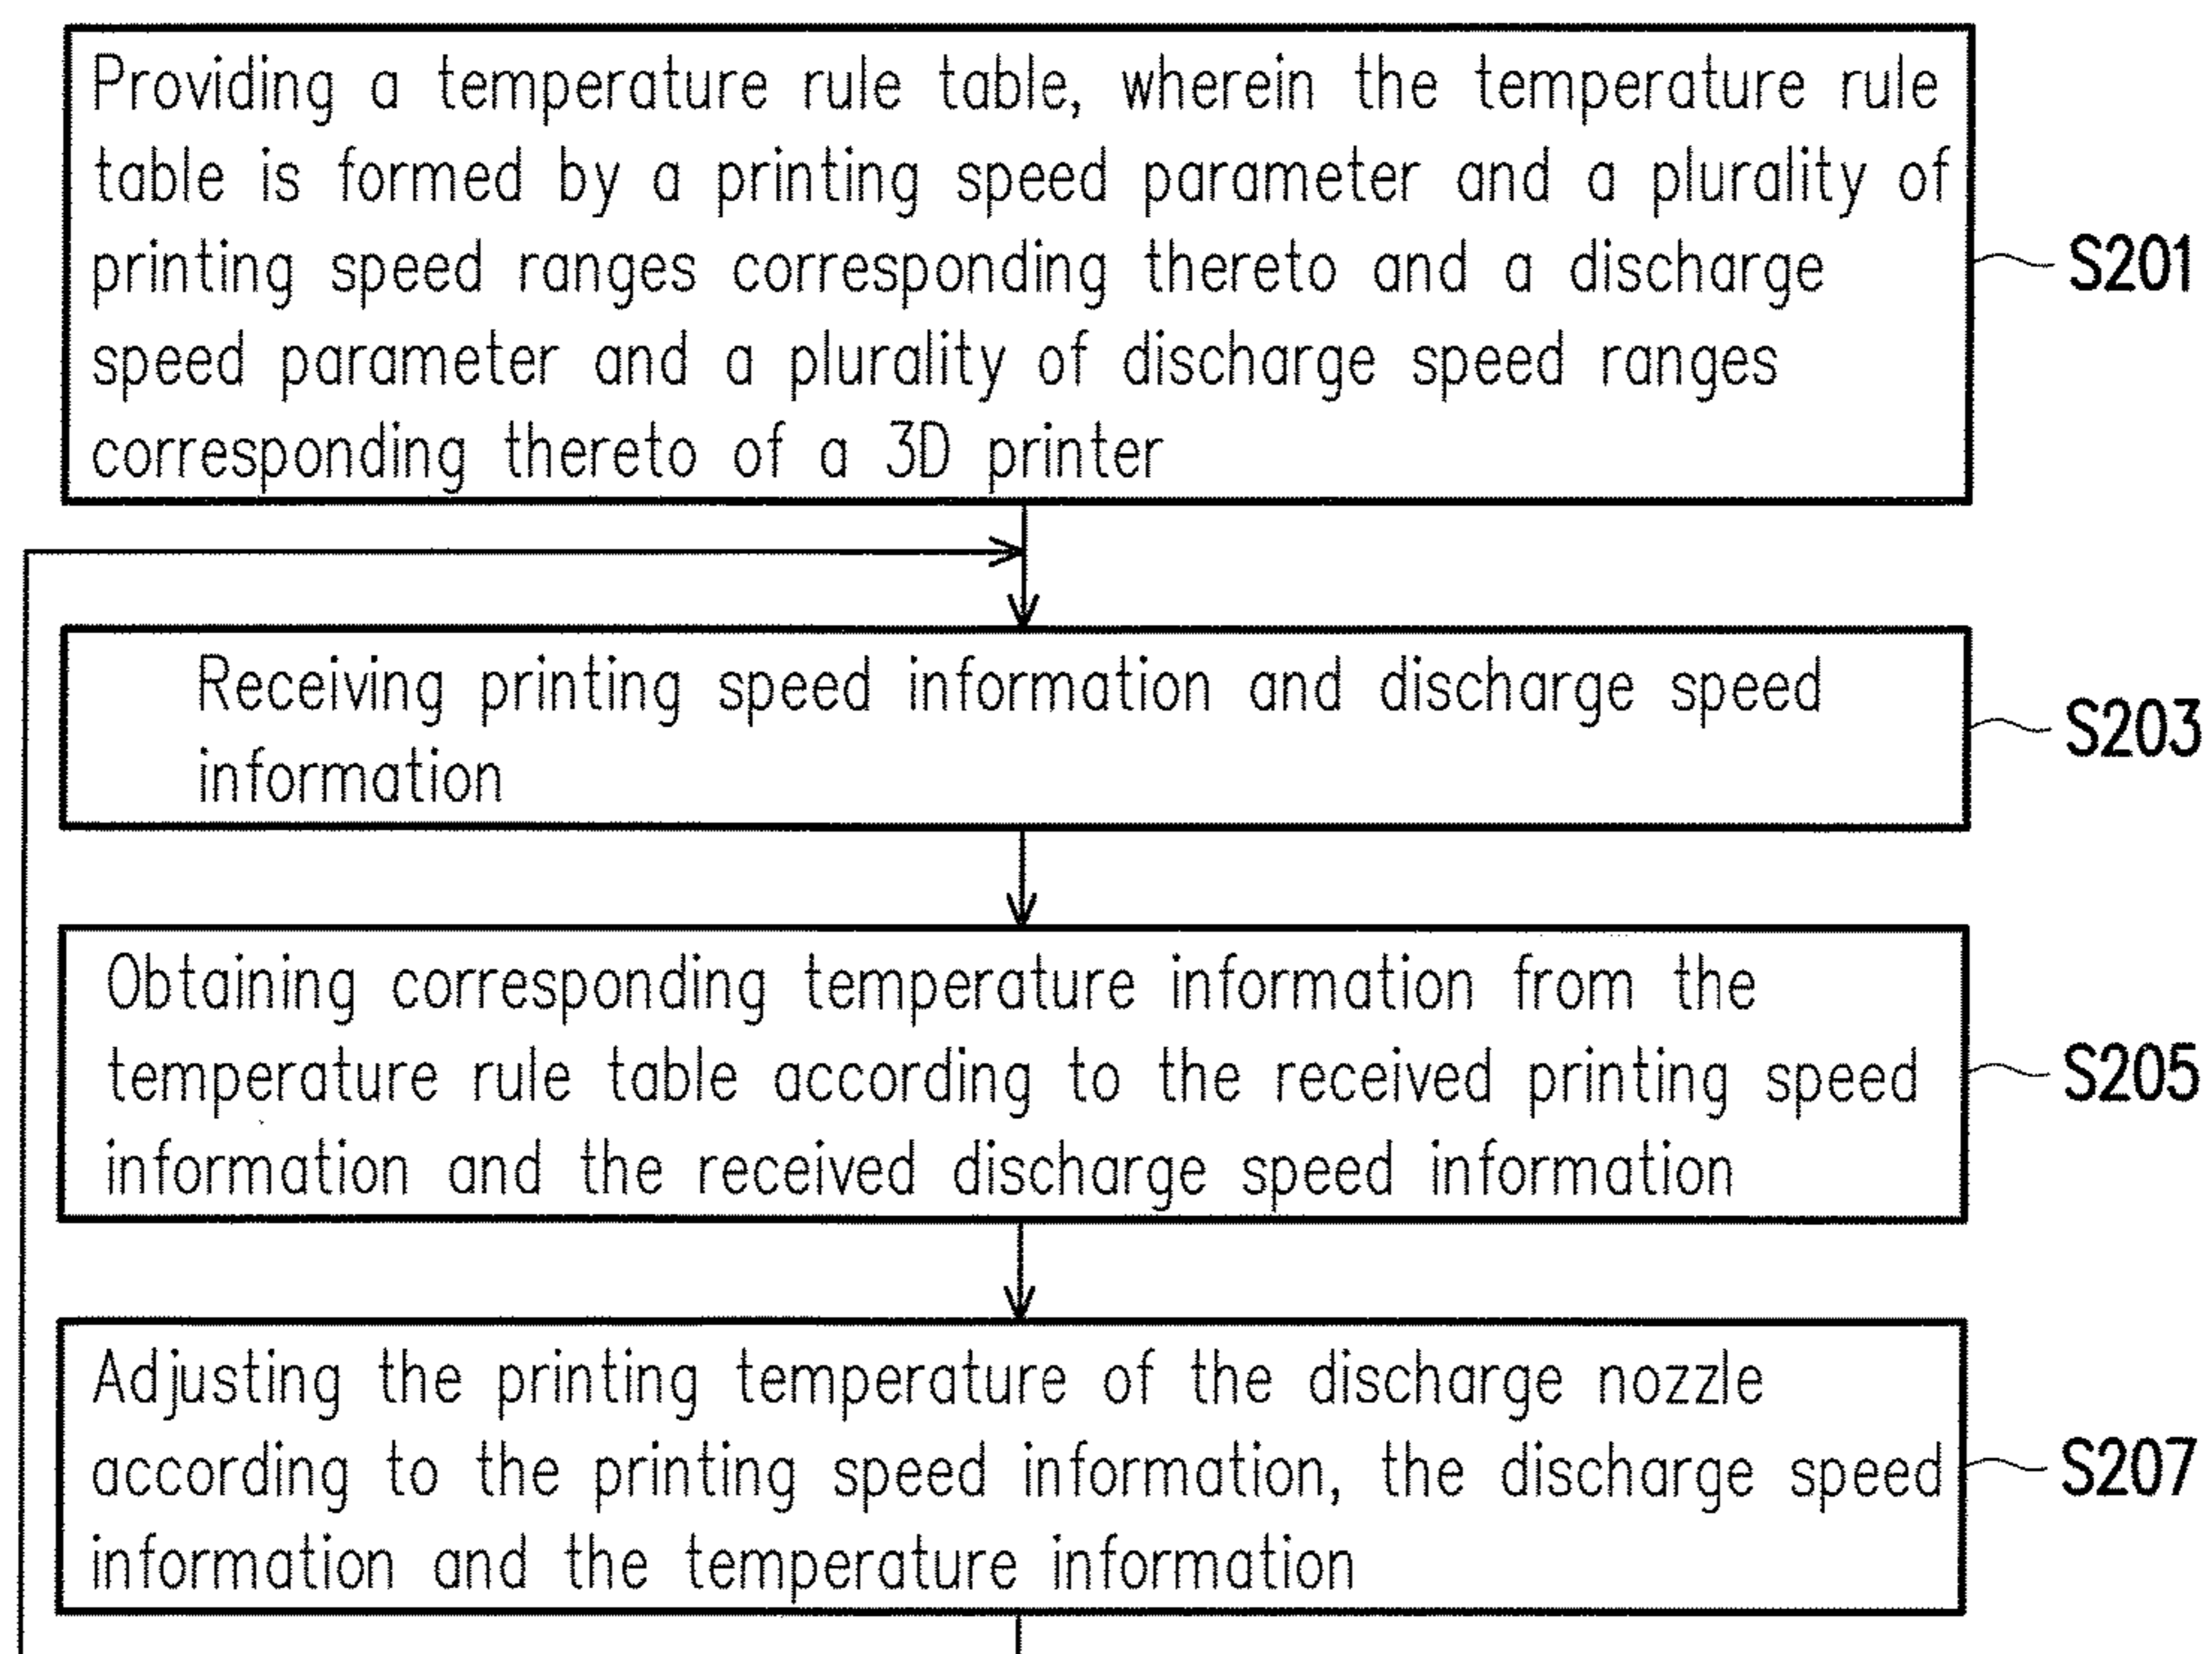 Providing a temperature rule table, wherein the temperature rule
table is formed by a printing speed parameter and a plurality of
printing speed ranges corresponding thereto and a discharge
speed parameter and a plurality of discharge speed ranges
corresponding thereto of a 3D printer
S201
Receiving printing speed information and discharge speed
information
S203
Obtaining corresponding temperature information from the
temperature rule table according to the received printing speed
information and the received discharge speed information
S205
Adjusting the printing temperature of the discharge nozzle
according to the printing speed information, the discharge speed
information and the temperature information
S207